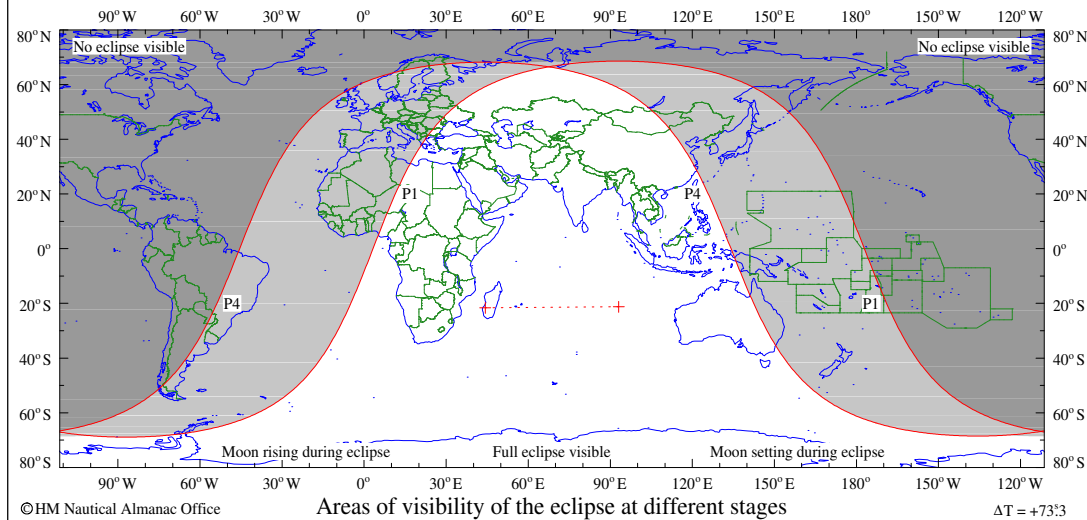 90° W 60° W 30° W 0° 30° E 60° E 90° E 120° E 150° E 180° 150° W 120° W
80° N 80° N
No eclipse visible No eclipse visible
60° N 60° N
40° N 40° N
20° N P1 P4 20° N
0° 0°
20° S P4 P1 20° S
40° S 40° S
60° S 60° S
Moon rising during eclipse Full eclipse visible Moon setting during eclipse
80° S 80° S
90° W 60° W 30° W 0° 30° E 60° E 90° E 120° E 150° E 180° 150° W 120° W
©HM Nautical Almanac Office Areas of visibility of the eclipse at different stages ΔT = +73ˢ.3